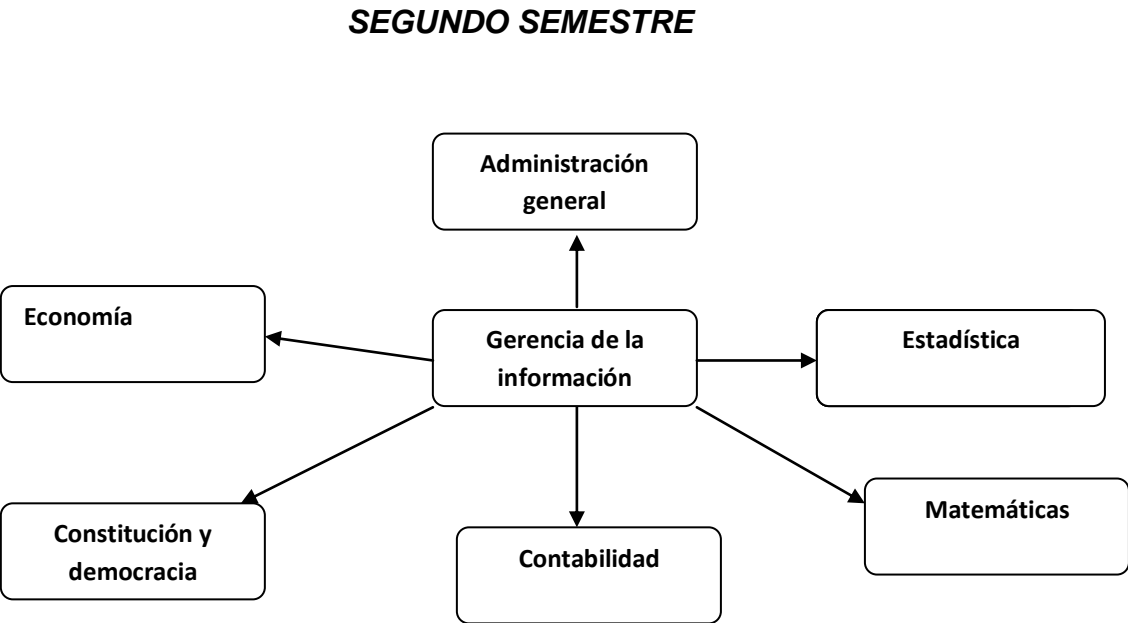 SEGUNDO SEMESTRE
Administración
general
Economía
Gerencia de la
información
Estadística
Constitución y
democracia
Contabilidad
Matemáticas